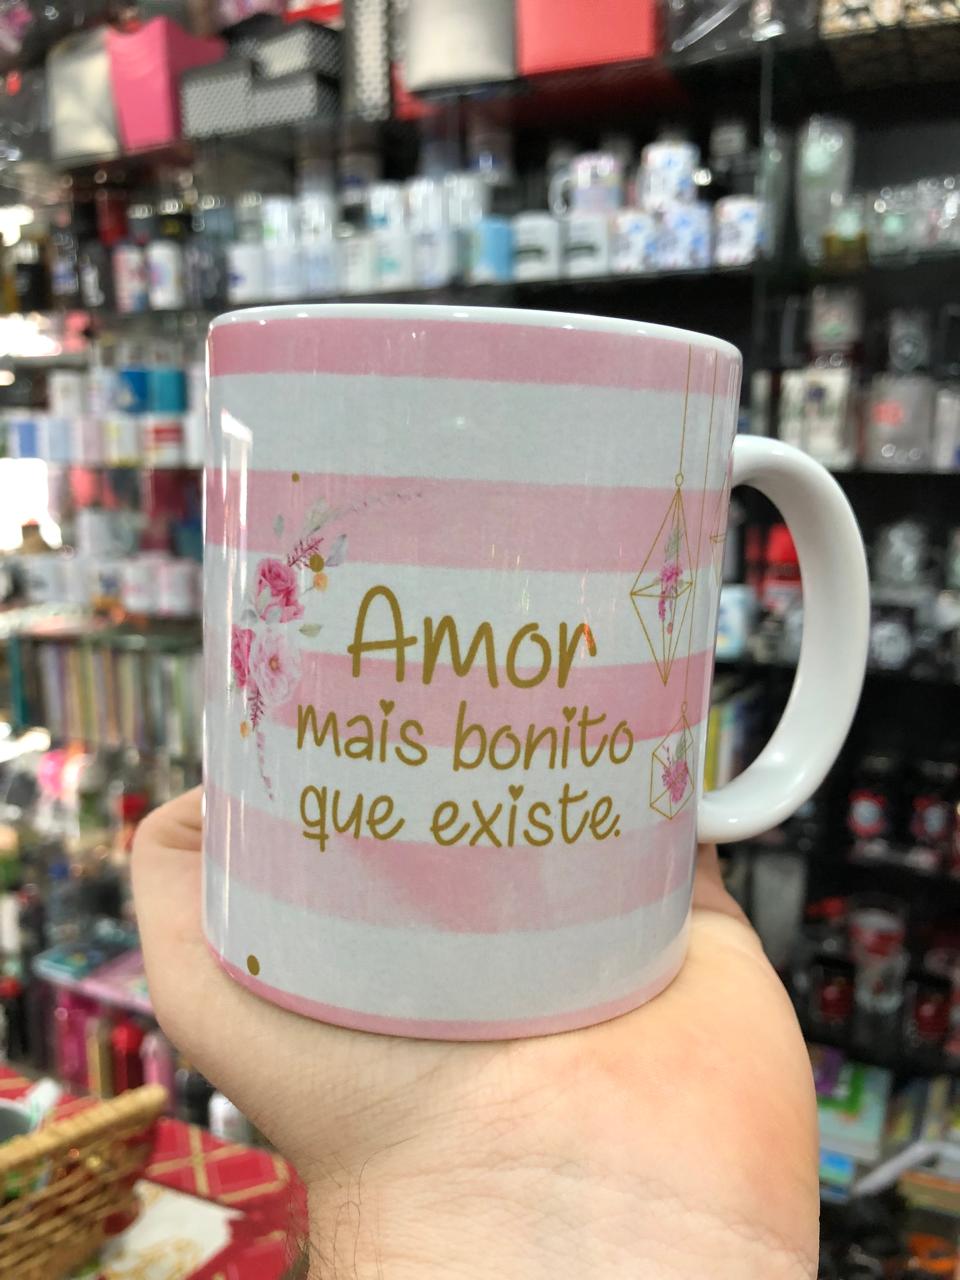 Amor
mais bonito
que existe.